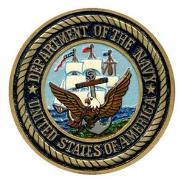 DEPARTMENT OF THE NAVY
UNITED STATES OF AMERICA